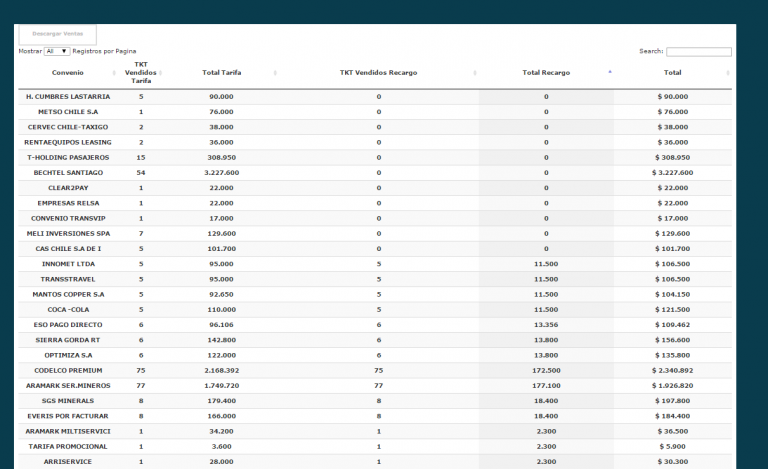 Descargar Ventas
Mostrar All Registros por Pagina Search:
Convenio TKT Vendidos Tarifa Total Tarifa TKT Vendidos Recargo Total Recargo Total
H. CUMBRES LASTARRIA 5 90.000 0 0 $ 90.000
METSO CHILE S.A 1 76.000 0 0 $ 76.000
CERVEC CHILE-TAXIGO 2 38.000 0 0 $ 38.000
RENTAEQUIPOS LEASING 2 36.000 0 0 $ 36.000
T-HOLDING PASAJEROS 15 308.950 0 0 $ 308.950
BECHTEL SANTIAGO 54 3.227.600 0 0 $ 3.227.600
CLEAR2PAY 1 22.000 0 0 $ 22.000
EMPRESAS RELSA 1 22.000 0 0 $ 22.000
CONVENIO TRANSVIP 1 17.000 0 0 $ 17.000
MELI INVERSIONES SPA 7 129.600 0 0 $ 129.600
CAS CHILE S.A DE I 5 101.700 0 0 $ 101.700
INNOMET LTDA 5 95.000 5 11.500 $ 106.500
TRANSSTRAVEL 5 95.000 5 11.500 $ 106.500
MANTOS COPPER S.A 5 92.650 5 11.500 $ 104.150
COCA -COLA 5 110.000 5 11.500 $ 121.500
ESO PAGO DIRECTO 6 96.106 6 13.356 $ 109.462
SIERRA GORDA RT 6 142.800 6 13.800 $ 156.600
OPTIMIZA S.A 6 122.000 6 13.800 $ 135.800
CODELCO PREMIUM 75 2.168.392 75 172.500 $ 2.340.892
ARAMARK SER.MINEROS 77 1.749.720 77 177.100 $ 1.926.820
SGS MINERALS 8 179.400 8 18.400 $ 197.800
EVERIS POR FACTURAR 8 166.000 8 18.400 $ 184.400
ARAMARK MILTISERVICI 1 34.200 1 2.300 $ 36.500
TARIFA PROMOCIONAL 1 3.600 1 2.300 $ 5.900
ARRISERVICE 1 28.000 1 2.300 $ 30.300